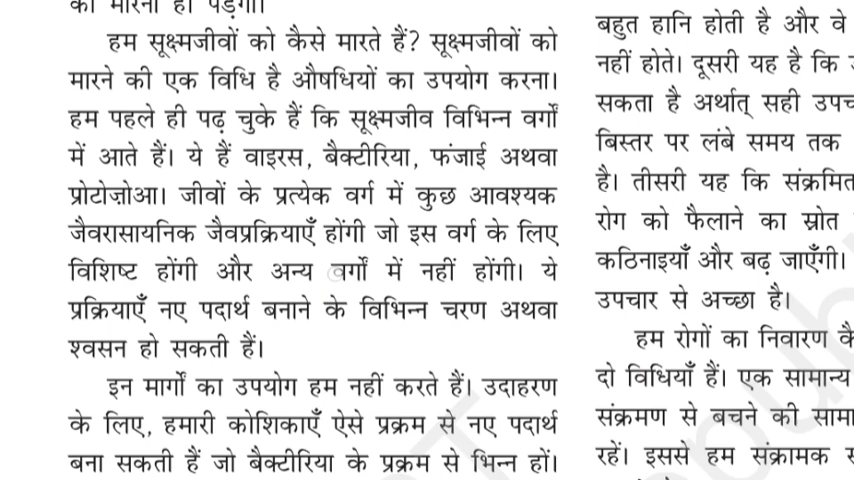 हम सूक्ष्मजीवों को कैसे मारते हैं? सूक्ष्मजीवों को
मारने की एक विधि है औषधियों का उपयोग करना।
हम पहले ही पढ़ चुके हैं कि सूक्ष्मजीव विभिन्न वर्गों
में आते हैं। ये हैं वाइरस, बैक्टीरिया, फंजाई अथवा
प्रोटोज़ोआ। जीवों के प्रत्येक वर्ग में कुछ आवश्यक
जैवरासायनिक जैवप्रक्रियाएँ होंगी जो इस वर्ग के लिए
विशिष्ट होंगी और अन्य वर्गों में नहीं होंगी। ये
प्रक्रियाएँ नए पदार्थ बनाने के विभिन्न चरण अथवा
श्वसन हो सकती हैं।
इन मार्गों का उपयोग हम नहीं करते हैं। उदाहरण
के लिए, हमारी कोशिकाएँ ऐसे प्रक्रम से नए पदार्थ
बना सकती हैं जो बैक्टीरिया के प्रक्रम से भिन्न हों।
बहुत हानि होती है और वे
नहीं होते। दूसरी यह है कि
सकता है अर्थात् सही
बिस्तर पर लंबे समय तक
है। तीसरी यह कि संक्रमित
रोग को फैलाने का स्रोत
कठिनाइयाँ और बढ़ जाएँगी।
उपचार से अच्छा है।
हम रोगों का निवारण
दो विधियाँ हैं। एक सामान्य
संक्रमण से बचने की
रहें। इससे हम संक्रामक